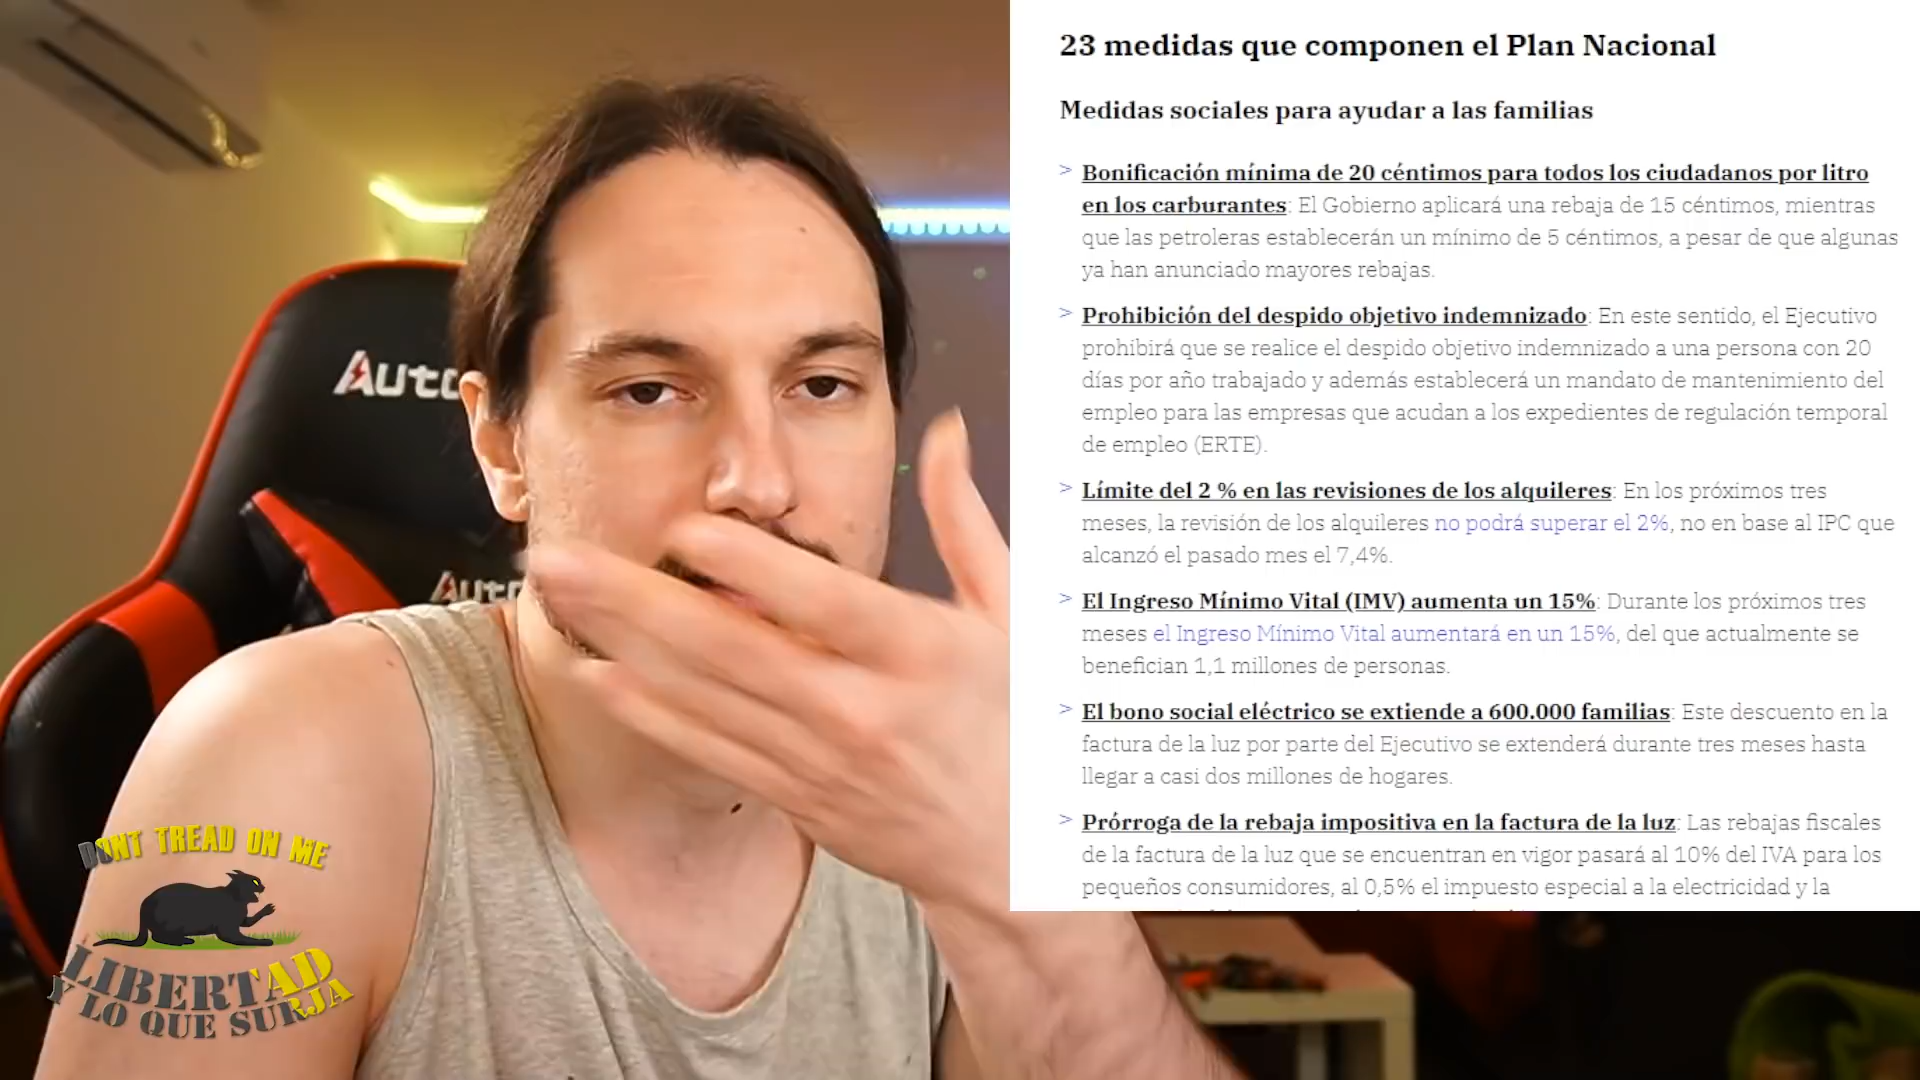 23 medidas que componen el Plan Nacional
Medidas sociales para ayudar a las familias
> Bonificación mínima de 20 céntimos para todos los ciudadanos por litro
en los carburantes: El Gobierno aplicará una rebaja de 15 céntimos, mientras
que las petroleras establecerán un mínimo de 5 céntimos, a pesar de que algunas
ya han anunciado mayores rebajas.
> Prohibición del despido objetivo indemnizado: En este sentido, el Ejecutivo
prohibirá que se realice el despido objetivo indemnizado a una persona con 20
días por año trabajado y además establecerá un mandato de mantenimiento del
empleo para las empresas que acudan a los expedientes de regulación temporal
de empleo (ERTE).
> Límite del 2 % en las revisiones de los alquileres: En los próximos tres
meses, la revisión de los alquileres no podrá superar el 2%, no en base al IPC que
alcanzó el pasado mes el 7,4%.
> El Ingreso Mínimo Vital (IMV) aumenta un 15%: Durante los próximos tres
meses el Ingreso Mínimo Vital aumentará en un 15%, del que actualmente se
benefician 1,1 millones de personas.
> El bono social eléctrico se extiende a 600.000 familias: Este descuento en la
factura de la luz por parte del Ejecutivo se extenderá durante tres meses hasta
llegar a casi dos millones de hogares.
> Prórroga de la rebaja impositiva en la factura de la luz: Las rebajas fiscales
de la factura de la luz que se encuentran en vigor pasará al 10% del IVA para los
pequeños consumidores, al 0,5% el impuesto especial a la electricidad y la
DONT TREAD ON ME
LIBERTAD
Y LO QUE SURJA